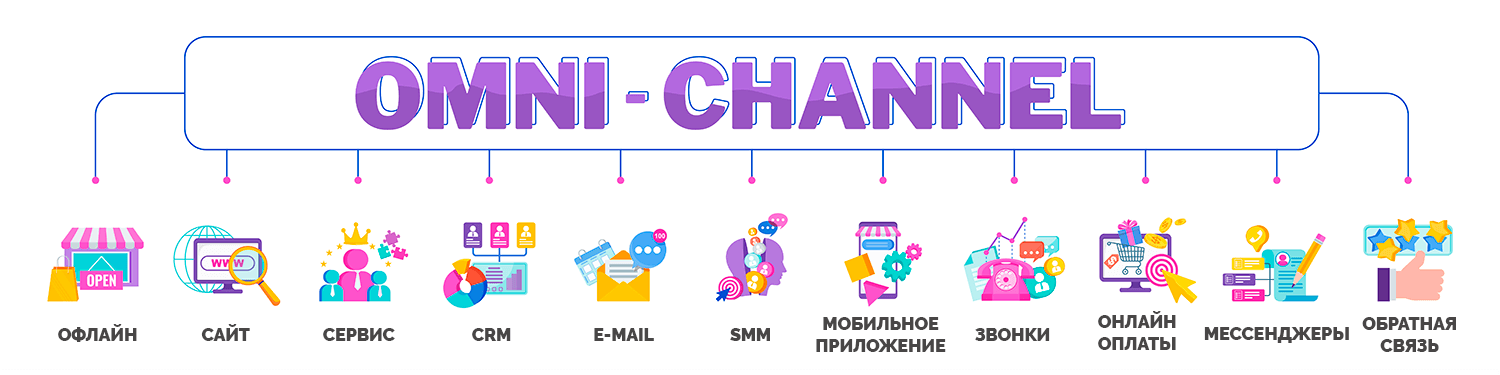 OMNI - CHANNEL
OPEN
WWW
100
ОФЛАЙН
САЙТ
СЕРВИС
CRM
E-MAIL
SMM
МОБИЛЬНОЕ
ПРИЛОЖЕНИЕ
ЗВОНКИ
ОНЛАЙН
ОПЛАТЫ
МЕССЕНДЖЕРЫ
ОБРАТНАЯ
СВЯЗЬ